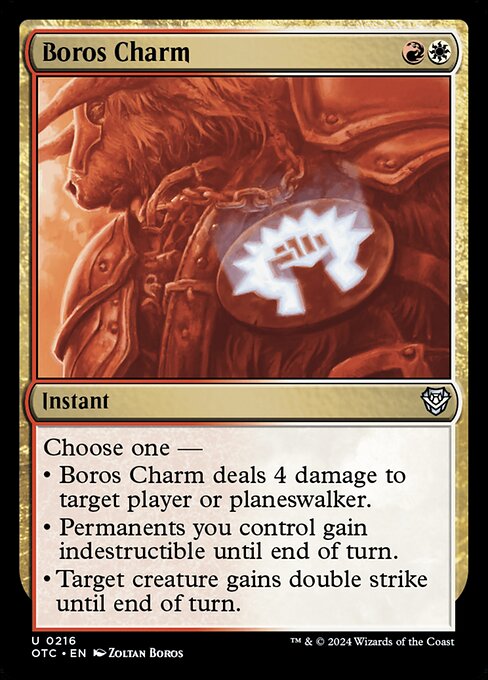 Boros Charm
Instant
Choose one —
• Boros Charm deals 4 damage to
target player or planeswalker.
• Permanents you control gain
indestructible until end of turn.
• Target creature gains double strike
until end of turn.
U 0216
OTC • EN Zoltan Boros
™ & © 2024 Wizards of the Coast